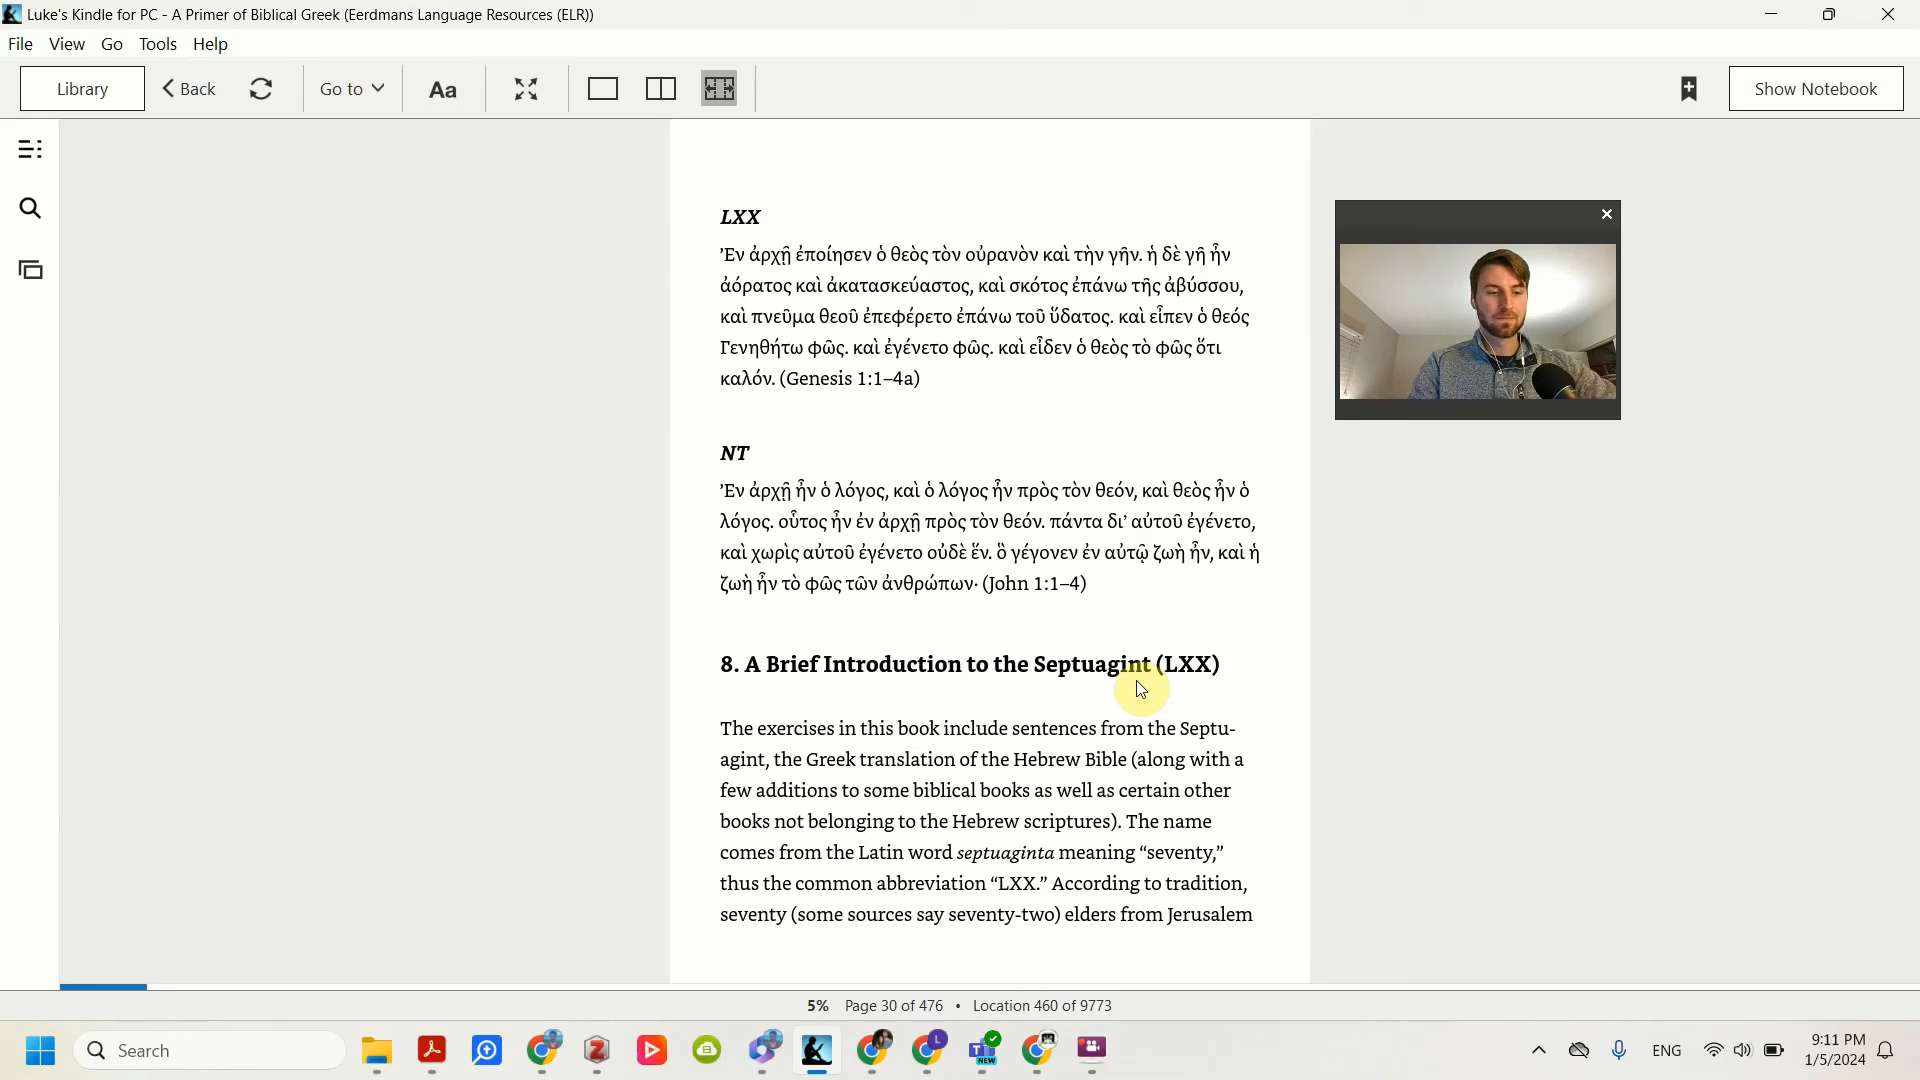 Luke's Kindle for PC - A Primer of Biblical Greek (Eerdmans Language Resources (ELR))
File View Go Tools Help
Library Back Go to Aa Show Notebook
LXX
Ἐν ἀρχῇ ἐποίησεν ὁ θεὸς τὸν οὐρανὸν καὶ τὴν γῆν. ἡ δὲ γῆ ἦν
ἀόρατος καὶ ἀκατασκεύαστος, καὶ σκότος ἐπάνω τῆς ἀβύσσου,
καὶ πνεῦμα θεοῦ ἐπεφέρετο ἐπάνω τοῦ ὕδατος. καὶ εἶπεν ὁ θεός
Γενηθήτω φῶς. καὶ ἐγένετο φῶς. καὶ εἶδεν ὁ θεὸς τὸ φῶς ὅτι
καλόν. (Genesis 1:1–4a)
NT
Ἐν ἀρχῇ ἦν ὁ λόγος, καὶ ὁ λόγος ἦν πρὸς τὸν θεόν, καὶ θεὸς ἦν ὁ
λόγος. οὗτος ἦν ἐν ἀρχῇ πρὸς τὸν θεόν. πάντα δι’ αὐτοῦ ἐγένετο,
καὶ χωρὶς αὐτοῦ ἐγένετο οὐδὲ ἕν. ὃ γέγονεν ἐν αὐτῷ ζωὴ ἦν, καὶ ἡ
ζωὴ ἦν τὸ φῶς τῶν ἀνθρώπων· (John 1:1–4)
8. A Brief Introduction to the Septuagint (LXX)
The exercises in this book include sentences from the Septu-
agint, the Greek translation of the Hebrew Bible (along with a
few additions to some biblical books as well as certain other
books not belonging to the Hebrew scriptures). The name
comes from the Latin word septuaginta meaning “seventy,”
thus the common abbreviation “LXX.” According to tradition,
seventy (some sources say seventy-two) elders from Jerusalem
5% Page 30 of 476 • Location 460 of 9773
Search L NEW ENG 9:11 PM
1/5/2024